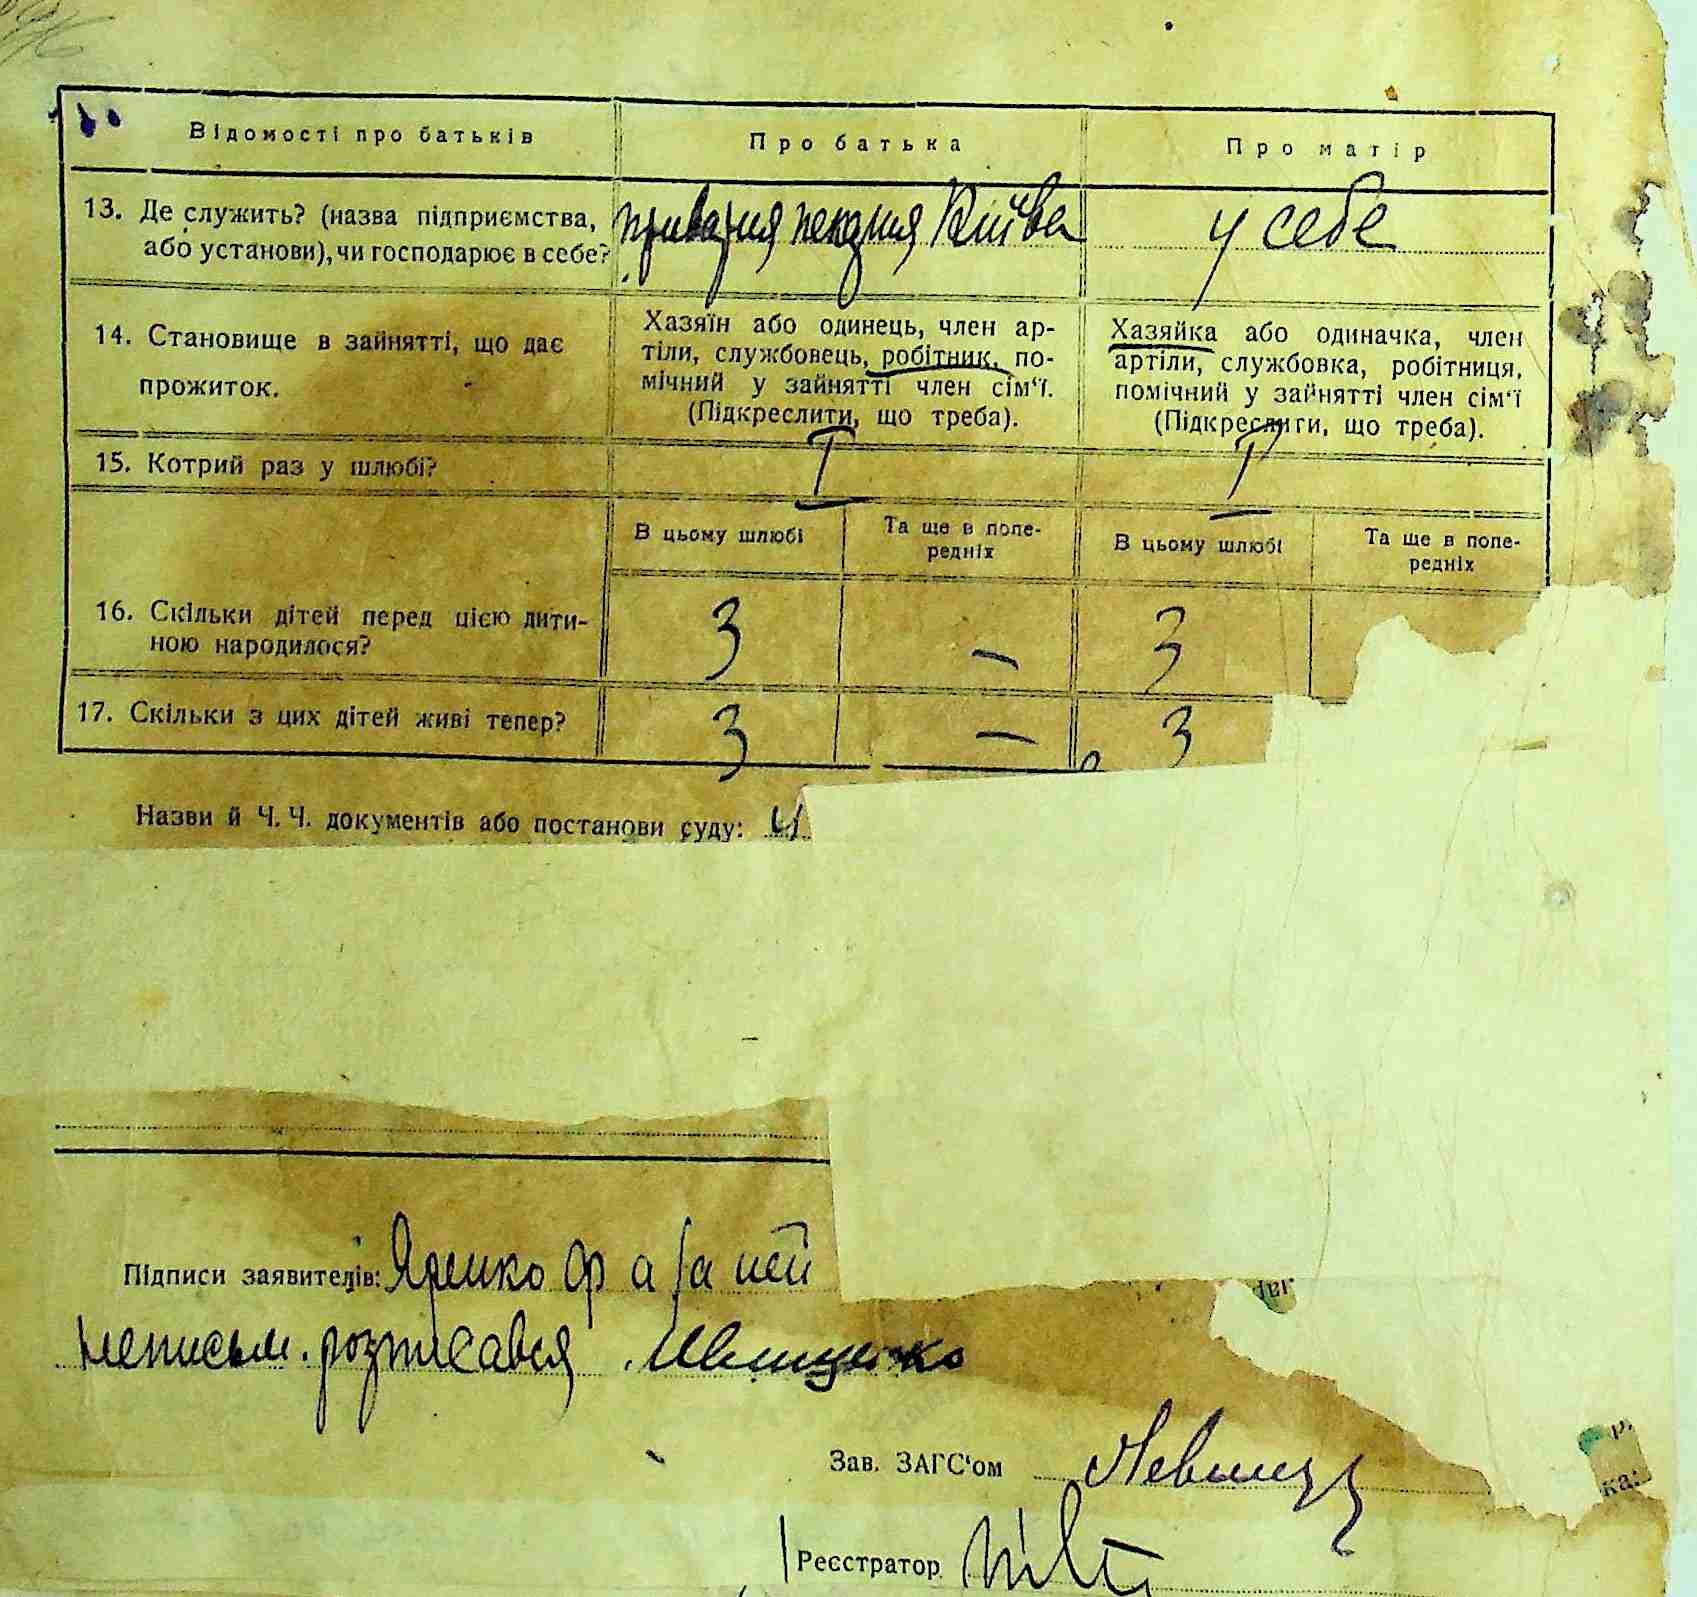 Відомості про батьків
Про батька
Про матір
13. Де служить? (назва підприємства, або установи), чи господарює в себе?
у себе
14. Становище в зайнятті, що дає прожиток.
Хазяїн або одинець, член ар-
тіли, службовець, робітник, по-
мічний у зайнятті член сім'ї.
(Підкреслити, що треба).
Хазяйка або одиначка, член
артіли, службовка, робітниця,
помічний у зайнятті член сім'ї
(Підкреслити, що треба).
15. Котрий раз у шлюбі?
I
I
В цьому шлюбі
Та ще в попе-
редніх
В цьому шлюбі
Та ще в попе-
редніх
16. Скільки дітей перед цією дити-
ною народилося?
3
—
3
17. Скільки з цих дітей живі тепер?
3
—
3
Назви й Ч. Ч. документів або постанови суду:
Підписи заявителів: Яремко
неписьм. розписався
Зав. ЗАГС'ом
Реєстратор